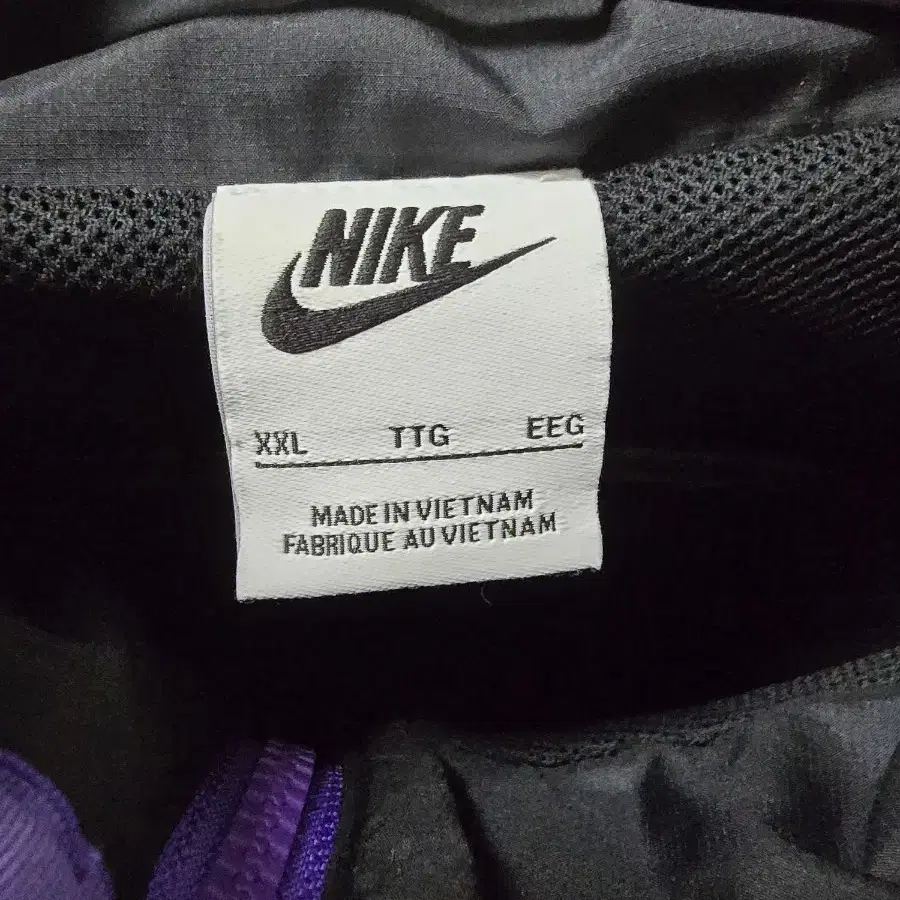 NIKE
XXL TTG EEG
MADE IN VIETNAM
FABRIQUE AU VIETNAM